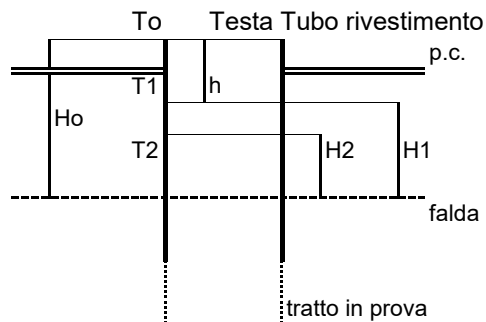 To Testa Tubo rivestimento
p.c.
T1 h
Ho
T2 H2 H1
falda
tratto in prova